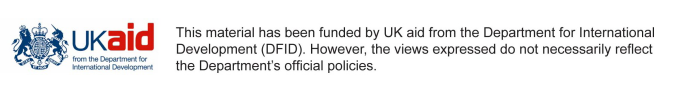 UKaid
from the Department for
International Development
This material has been funded by UK aid from the Department for International
Development (DFID). However, the views expressed do not necessarily reflect
the Department's official policies.